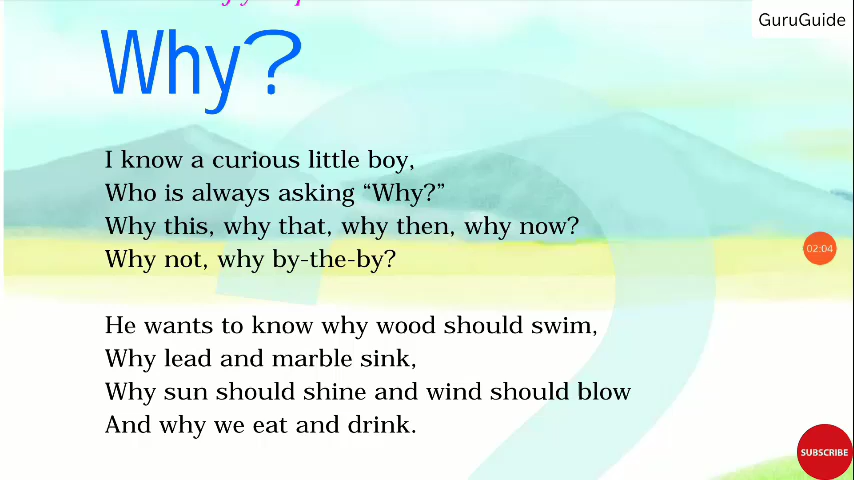 GuruGuide
Why?
I know a curious little boy,
Who is always asking “Why?”
Why this, why that, why then, why now?
Why not, why by-the-by?
02:04
He wants to know why wood should swim,
Why lead and marble sink,
Why sun should shine and wind should blow
And why we eat and drink.
SUBSCRIBE